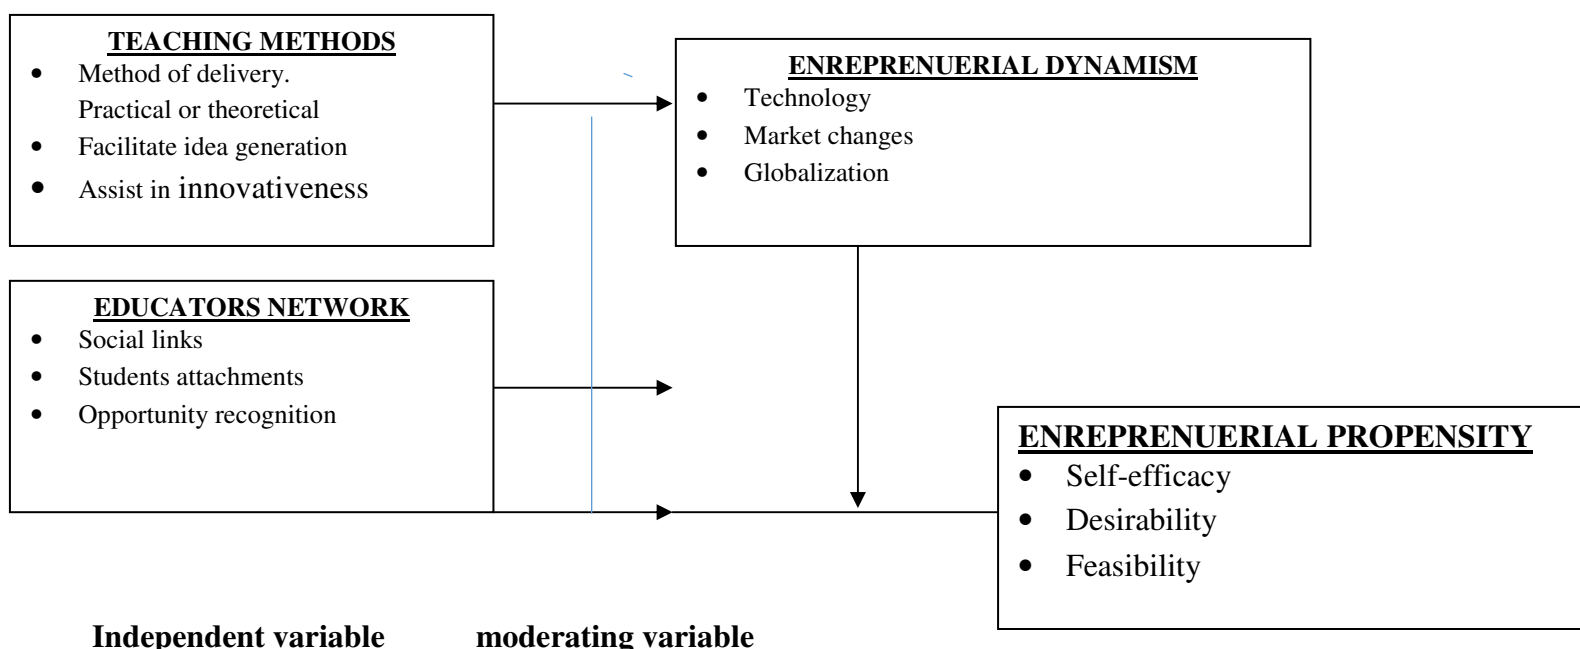 TEACHING METHODS
• Method of delivery.
Practical or theoretical
• Facilitate idea generation
• Assist in innovativeness
ENREPRENUERIAL DYNAMISM
• Technology
• Market changes
• Globalization
EDUCATORS NETWORK
• Social links
• Students attachments
• Opportunity recognition
ENREPRENUERIAL PROPENSITY
• Self-efficacy
• Desirability
• Feasibility
Independent variable moderating variable